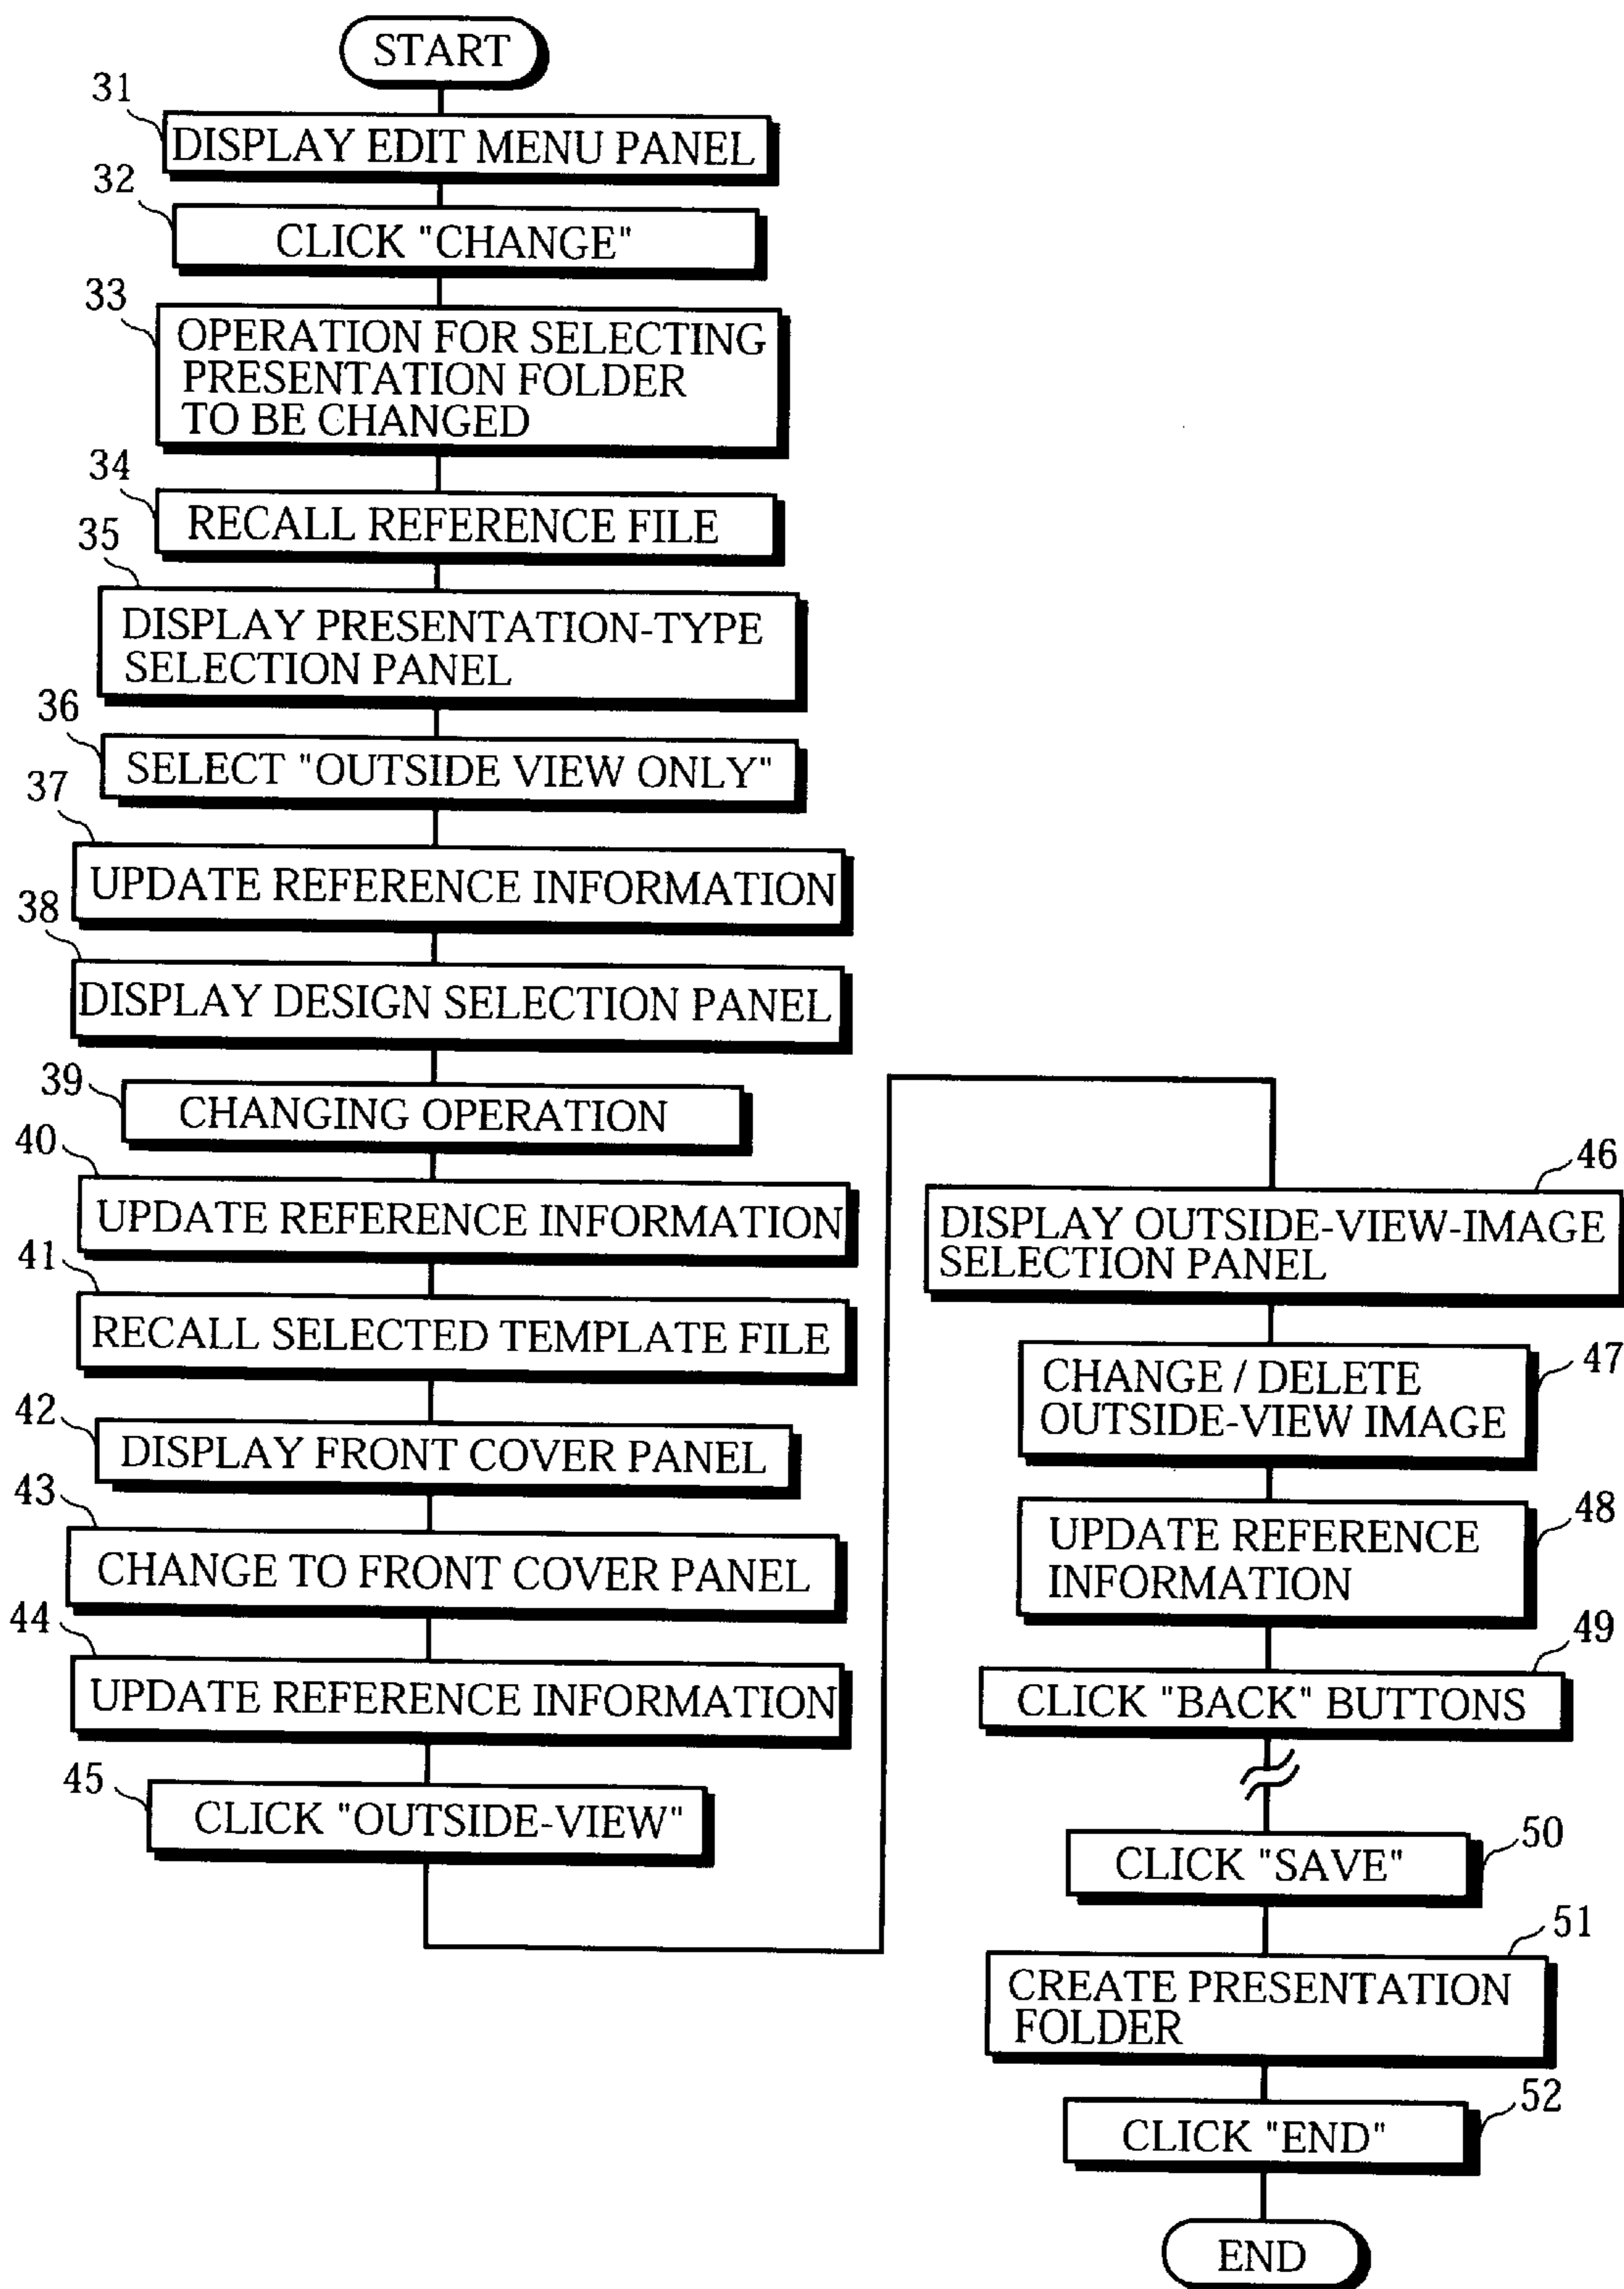 START
31
DISPLAY EDIT MENU PANEL
32
CLICK "CHANGE"
33
OPERATION FOR SELECTING
PRESENTATION FOLDER
TO BE CHANGED
34
RECALL REFERENCE FILE
35
DISPLAY PRESENTATION-TYPE
SELECTION PANEL
36
SELECT "OUTSIDE VIEW ONLY"
37
UPDATE REFERENCE INFORMATION
38
DISPLAY DESIGN SELECTION PANEL
39
CHANGING OPERATION
40
UPDATE REFERENCE INFORMATION
41
RECALL SELECTED TEMPLATE FILE
42
DISPLAY FRONT COVER PANEL
43
CHANGE TO FRONT COVER PANEL
44
UPDATE REFERENCE INFORMATION
45
CLICK "OUTSIDE-VIEW"
46
DISPLAY OUTSIDE-VIEW-IMAGE
SELECTION PANEL
47
CHANGE / DELETE
OUTSIDE-VIEW IMAGE
48
UPDATE REFERENCE
INFORMATION
49
CLICK "BACK" BUTTONS
50
CLICK "SAVE"
51
CREATE PRESENTATION
FOLDER
52
CLICK "END"
END